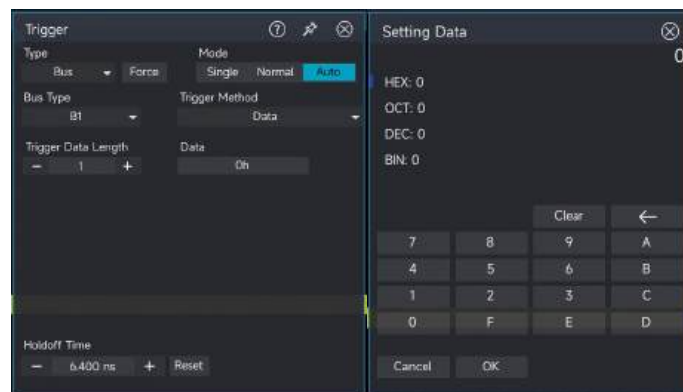 Trigger
Type
Mode
Bus
Force
Single
Normal
Auto
Bus Type
Trigger Method
B1
Data
Trigger Data Length
Data
− 1 +
0h
Holdoff Time
− 6.400 ns + Reset
Setting Data
0
HEX: 0
OCT: 0
DEC: 0
BIN: 0
Clear ←
7 8 9 A
4 5 6 B
1 2 3 C
0 F E D
Cancel OK